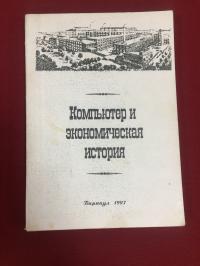 Компьютер и
экономическая
история
Барнаул 1997